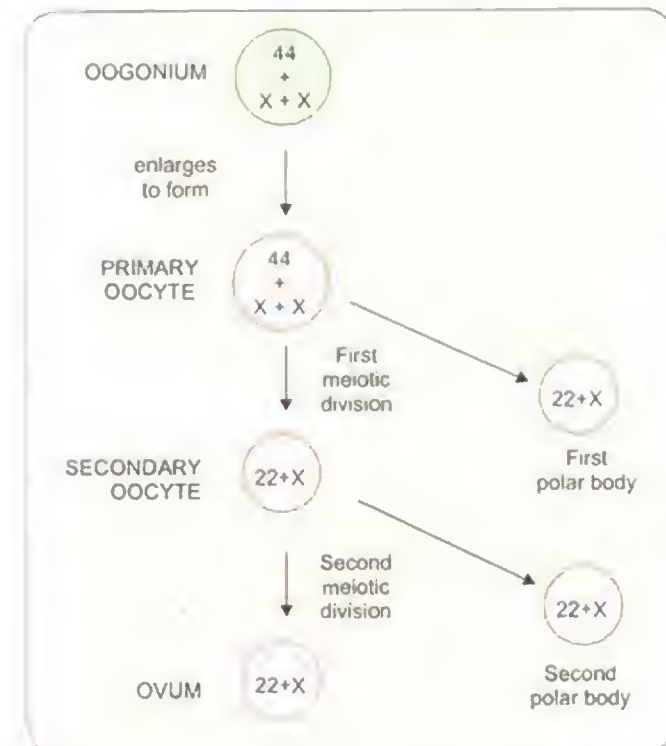 OOGONIUM
44
+
X + X
enlarges
to form
PRIMARY
OOCYTE
44
+
X + X
First
meiotic
division
22+X
First
polar body
SECONDARY
OOCYTE
22+X
Second
meiotic
division
22+X
Second
polar body
OVUM
22+X